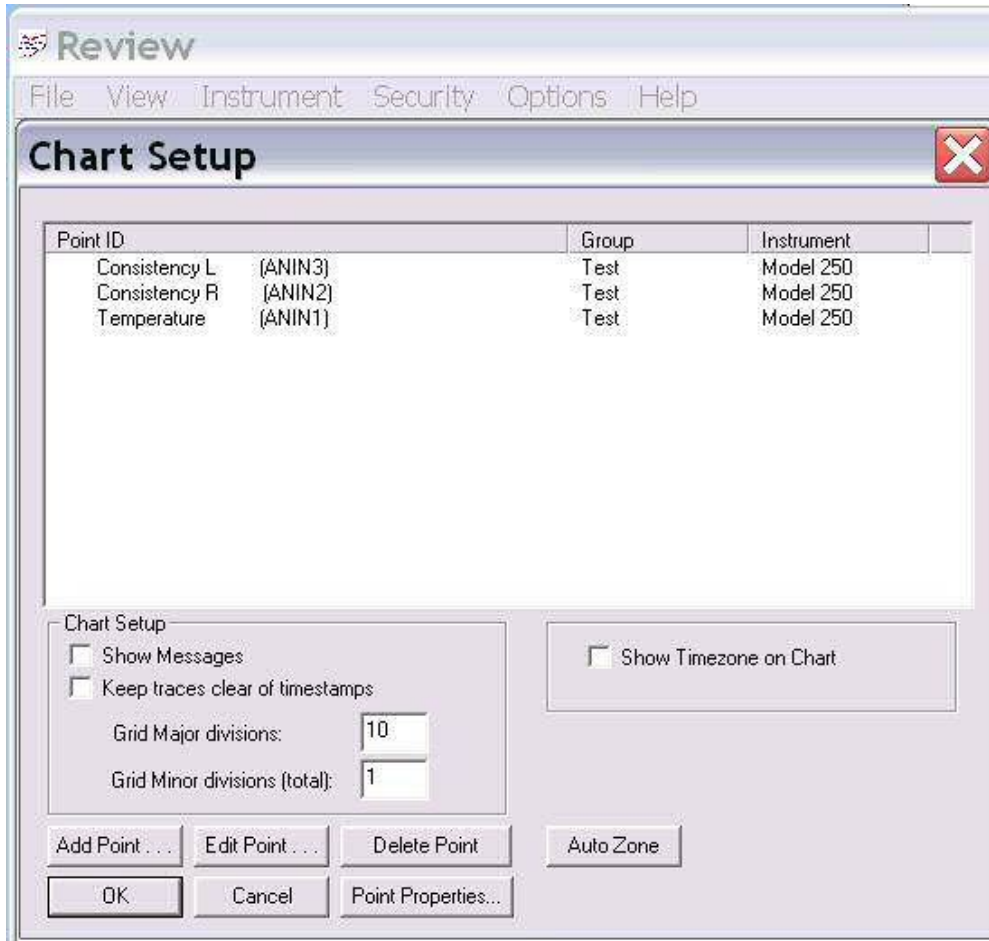 Review
File View Instrument Security Options Help
Chart Setup
Point ID Group Instrument
Consistency L (ANIN3) Test Model 250
Consistency R (ANIN2) Test Model 250
Temperature (ANIN1) Test Model 250
Chart Setup
Show Messages
Show Timezone on Chart
Keep traces clear of timestamps
Grid Major divisions: 10
Grid Minor divisions (total): 1
Add Point . . . Edit Point . . . Delete Point Auto Zone
OK Cancel Point Properties...